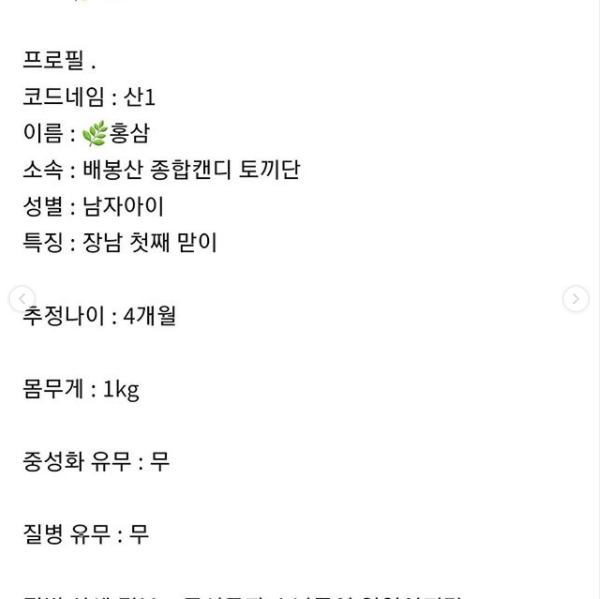 프로필 .
코드네임 : 산1
이름 : 🌿홍삼
소속 : 배봉산 종합캔디 토끼단
성별 : 남자아이
특징 : 장남 첫째 맏이
추정나이 : 4개월
몸무게 : 1kg
중성화 유무 : 무
질병 유무 : 무